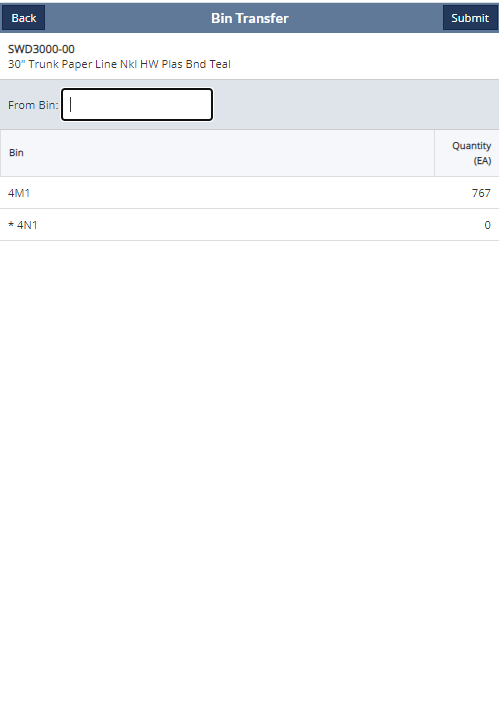 Back Bin Transfer Submit
SWD3000-00
30" Trunk Paper Line Nkl HW Plas Bnd Teal
From Bin:
Bin Quantity
(EA)
4M1 767
* 4N1 0